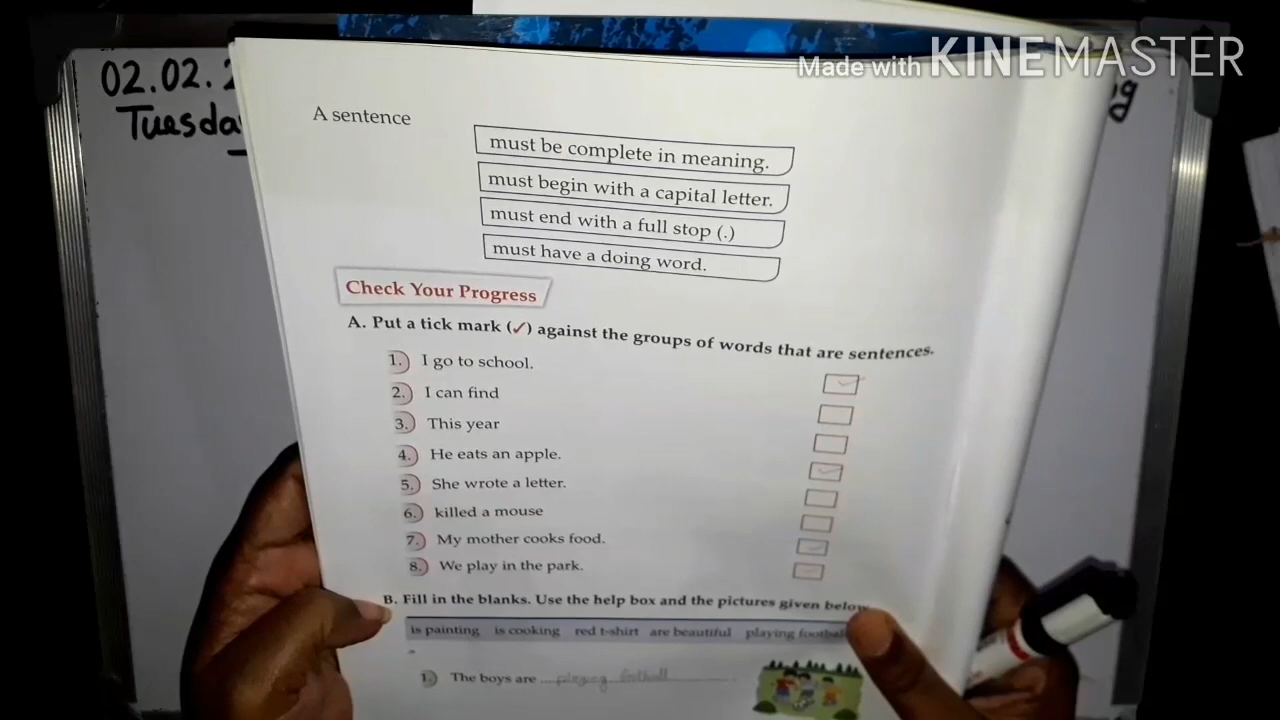 Made with KINEMASTER
02.02.
Tuesda
A sentence
must be complete in meaning.
must begin with a capital letter.
must end with a full stop (.)
must have a doing word.
Check Your Progress
A. Put a tick mark (✓) against the groups of words that are sentences.
1. I go to school. ✓
2. I can find
3. This year
4. He eats an apple. ✓
5. She wrote a letter.
6. killed a mouse
7. My mother cooks food. ✓
8. We play in the park. ✓
B. Fill in the blanks. Use the help box and the pictures given below
is painting is cooking red t-shirt are beautiful playing football
1. The boys are ...playing football